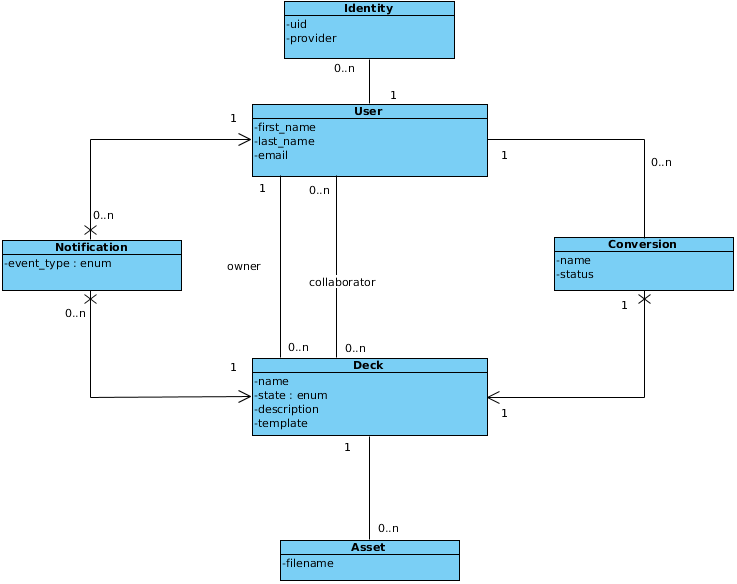 Identity
-uid
-provider
0..n
1
User
-first_name
-last_name
-email
1
1
0..n
0..n
Notification
-event_type : enum
0..n
1
0..n
owner
collaborator
Conversion
-name
-status
1
0..n
0..n
1
Deck
-name
-state : enum
-description
-template
1
1
0..n
Asset
-filename